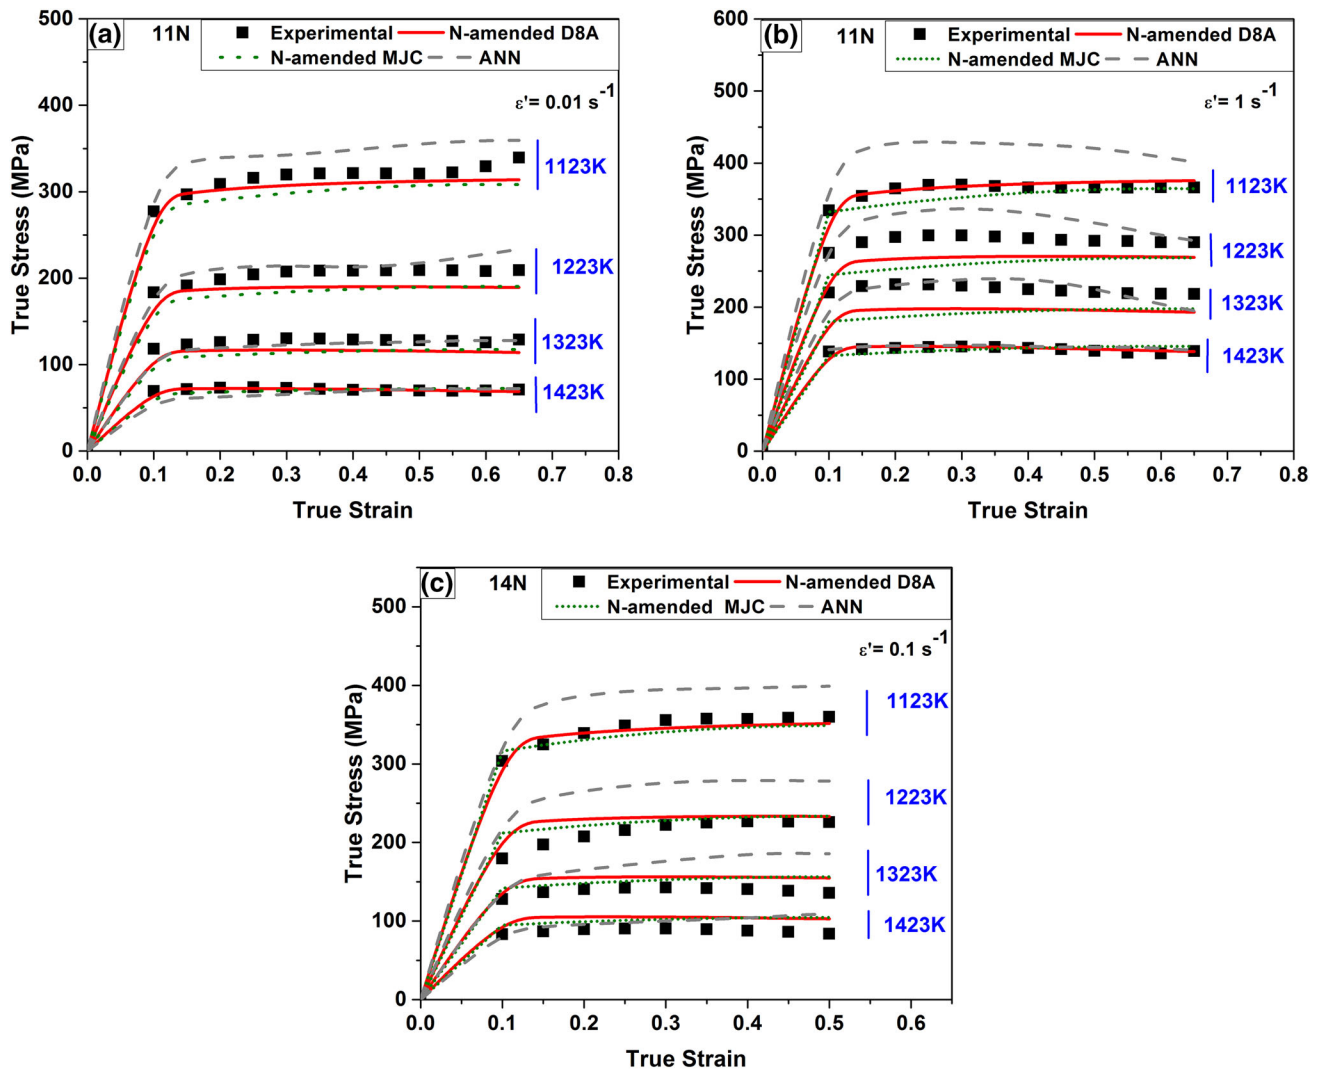 (a) 11N
Experimental N-amended D8A
N-amended MJC ANN
ε'= 0.01 s-1
1123K
1223K
1323K
1423K
500
400
300
200
100
0
0.0 0.1 0.2 0.3 0.4 0.5 0.6 0.7 0.8
True Stress (MPa)
True Strain
(b) 11N
Experimental N-amended D8A
N-amended MJC ANN
ε'= 1 s-1
1123K
1223K
1323K
1423K
600
500
400
300
200
100
0
0.0 0.1 0.2 0.3 0.4 0.5 0.6 0.7 0.8
True Stress (MPa)
True Strain
(c) 14N
Experimental N-amended D8A
N-amended MJC ANN
ε'= 0.1 s-1
1123K
1223K
1323K
1423K
500
400
300
200
100
0
0.0 0.1 0.2 0.3 0.4 0.5 0.6
True Stress (MPa)
True Strain